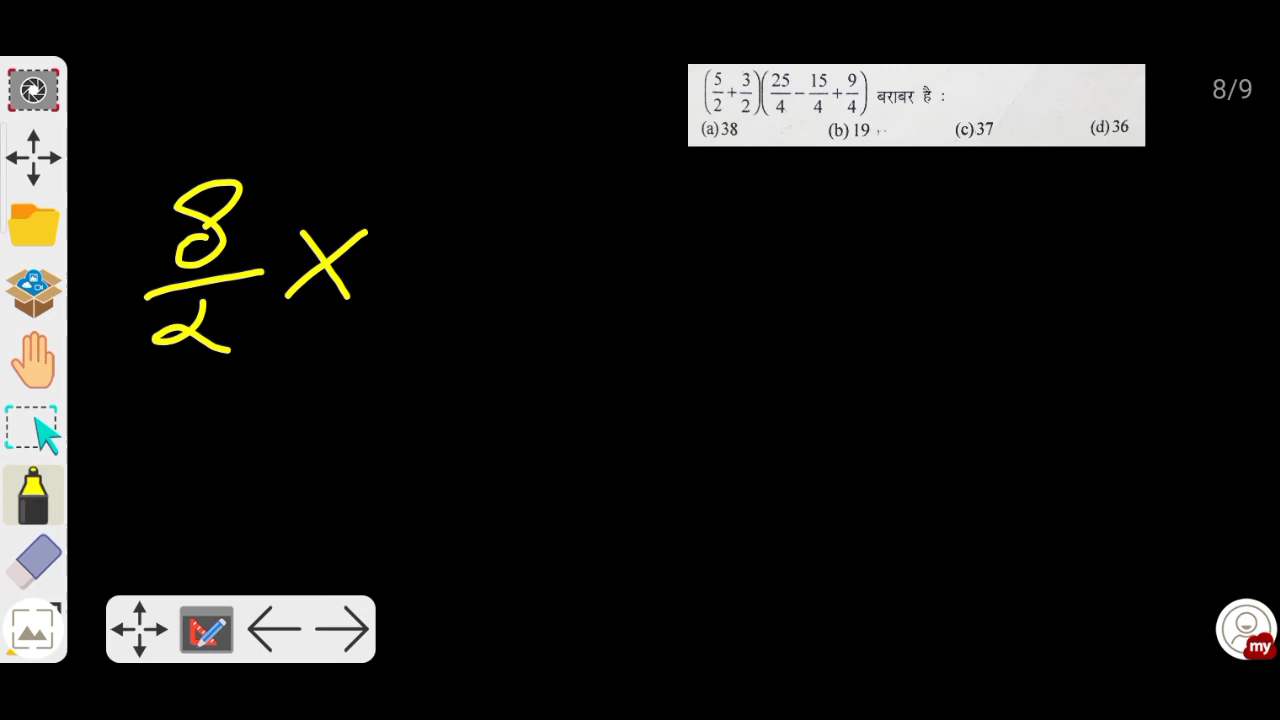 (5/2 + 3/2)(25/4 − 15/4 + 9/4) बराबर है :
(a) 38 (b) 19 (c) 37 (d) 36
8/9
8/2 ×
my